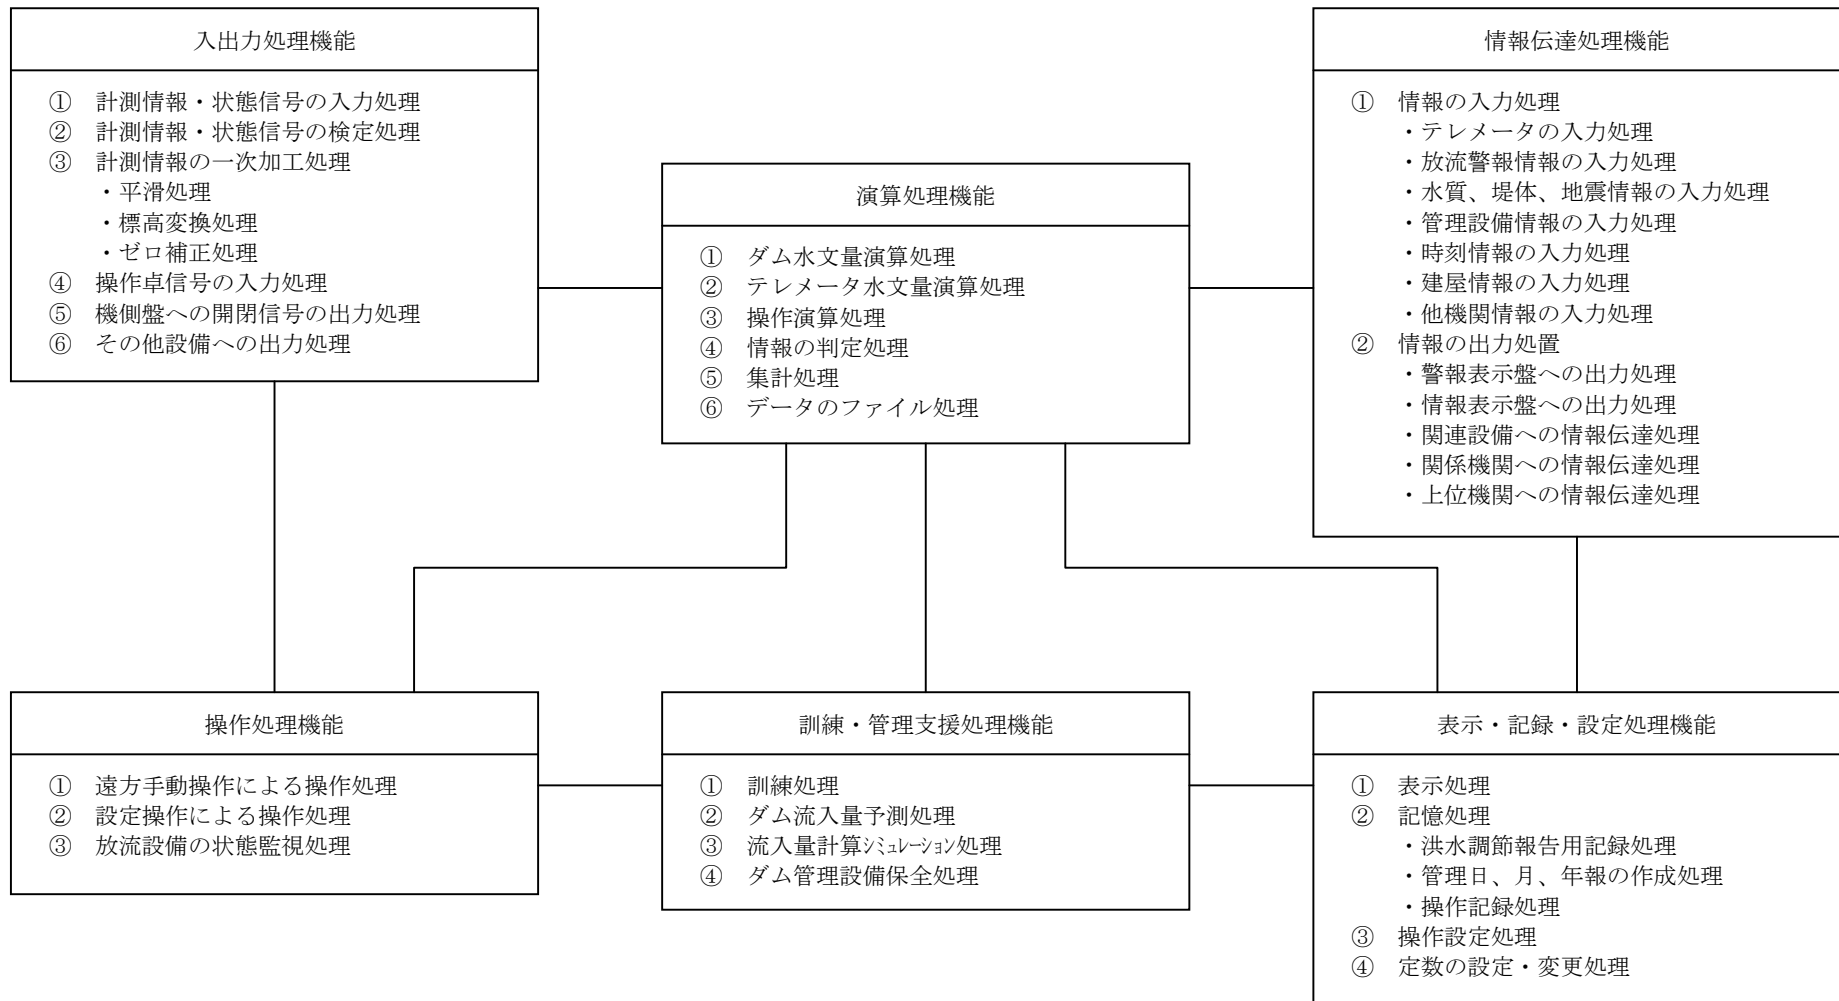 入出力処理機能
① 計測情報・状態信号の入力処理
② 計測情報・状態信号の検定処理
③ 計測情報の一次加工処理
・平滑処理
・標高変換処理
・ゼロ補正処理
④ 操作卓信号の入力処理
⑤ 機側盤への開閉信号の出力処理
⑥ その他設備への出力処理
演算処理機能
① ダム水文量演算処理
② テレメータ水文量演算処理
③ 操作演算処理
④ 情報の判定処理
⑤ 集計処理
⑥ データのファイル処理
情報伝達処理機能
① 情報の入力処理
・テレメータの入力処理
・放流警報情報の入力処理
・水質、堤体、地震情報の入力処理
・管理設備情報の入力処理
・時刻情報の入力処理
・建屋情報の入力処理
・他機関情報の入力処理
② 情報の出力処置
・警報表示盤への出力処理
・情報表示盤への出力処理
・関連設備への情報伝達処理
・関係機関への情報伝達処理
・上位機関への情報伝達処理
操作処理機能
① 遠方手動操作による操作処理
② 設定操作による操作処理
③ 放流設備の状態監視処理
訓練・管理支援処理機能
① 訓練処理
② ダム流入量予測処理
③ 流入量計算ｼﾐｭﾚｰｼｮﾝ処理
④ ダム管理設備保全処理
表示・記録・設定処理機能
① 表示処理
② 記憶処理
・洪水調節報告用記録処理
・管理日、月、年報の作成処理
・操作記録処理
③ 操作設定処理
④ 定数の設定・変更処理